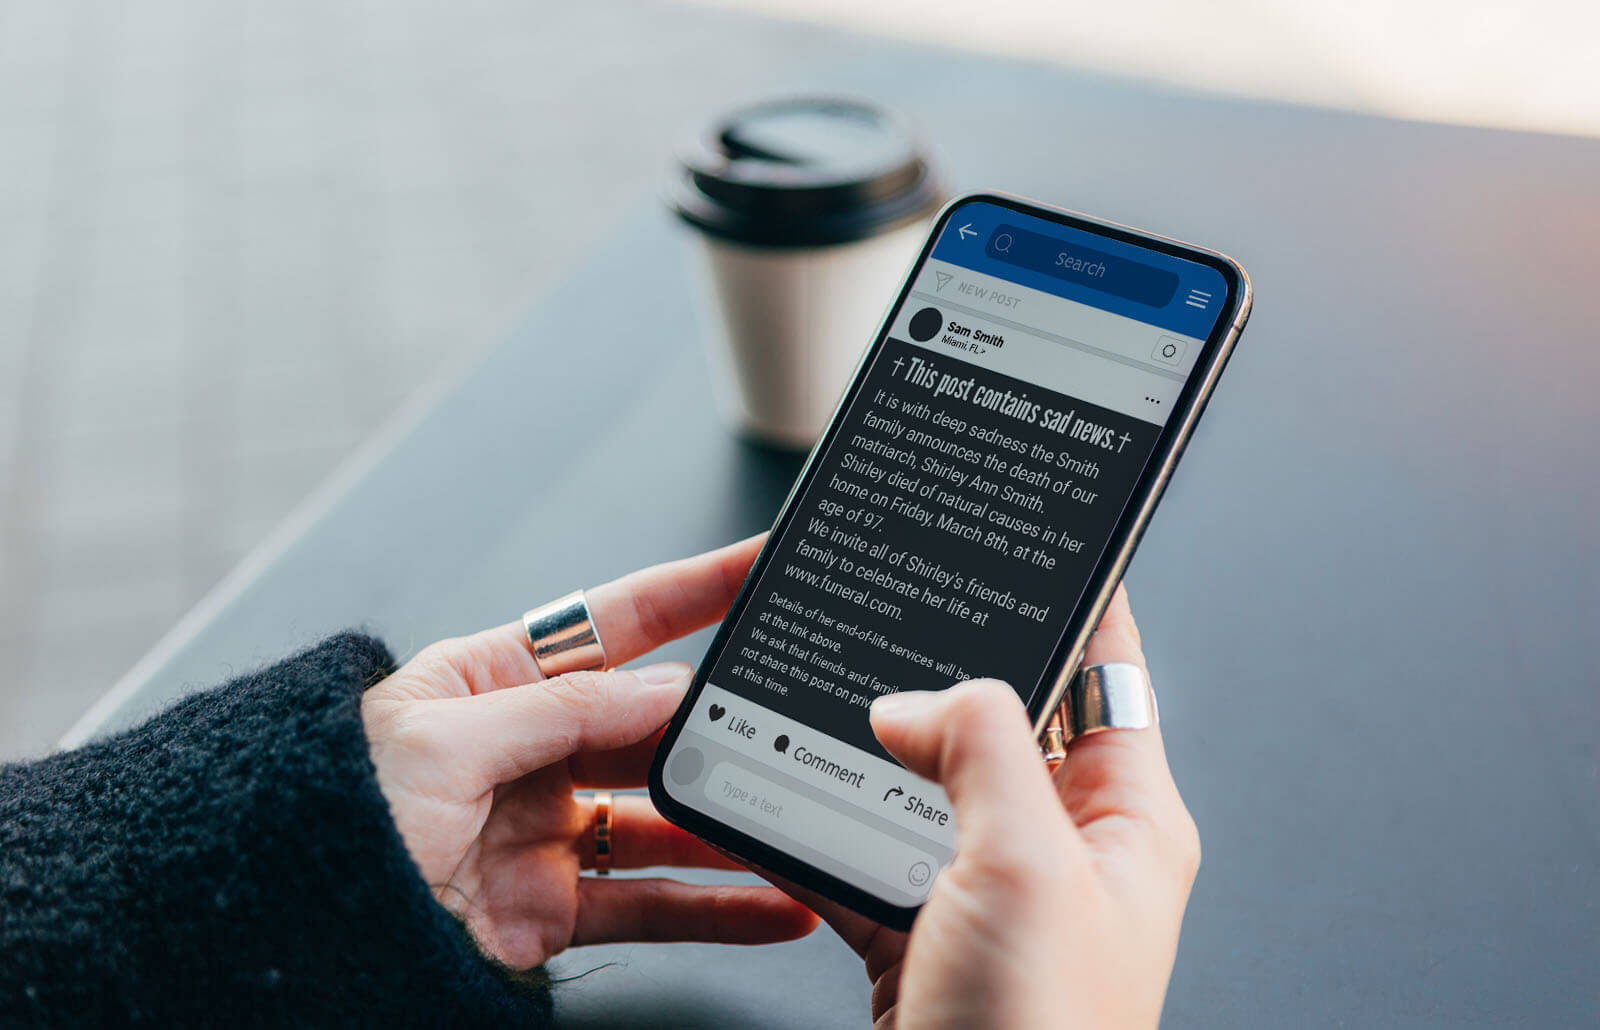 Search
NEW POST
Sam Smith
Miami, FL
† This post contains sad news. †
It is with deep sadness the Smith
family announces the death of our
matriarch, Shirley Ann Smith.
Shirley died of natural causes in her
home on Friday, March 8th, at the
age of 97.
We invite all of Shirley's friends and
family to celebrate her life at
www.funeral.com.
Details of her end-of-life services will be
at the link above.
We ask that friends and family
not share this post on
at this time.
Like Comment Share
Type a text